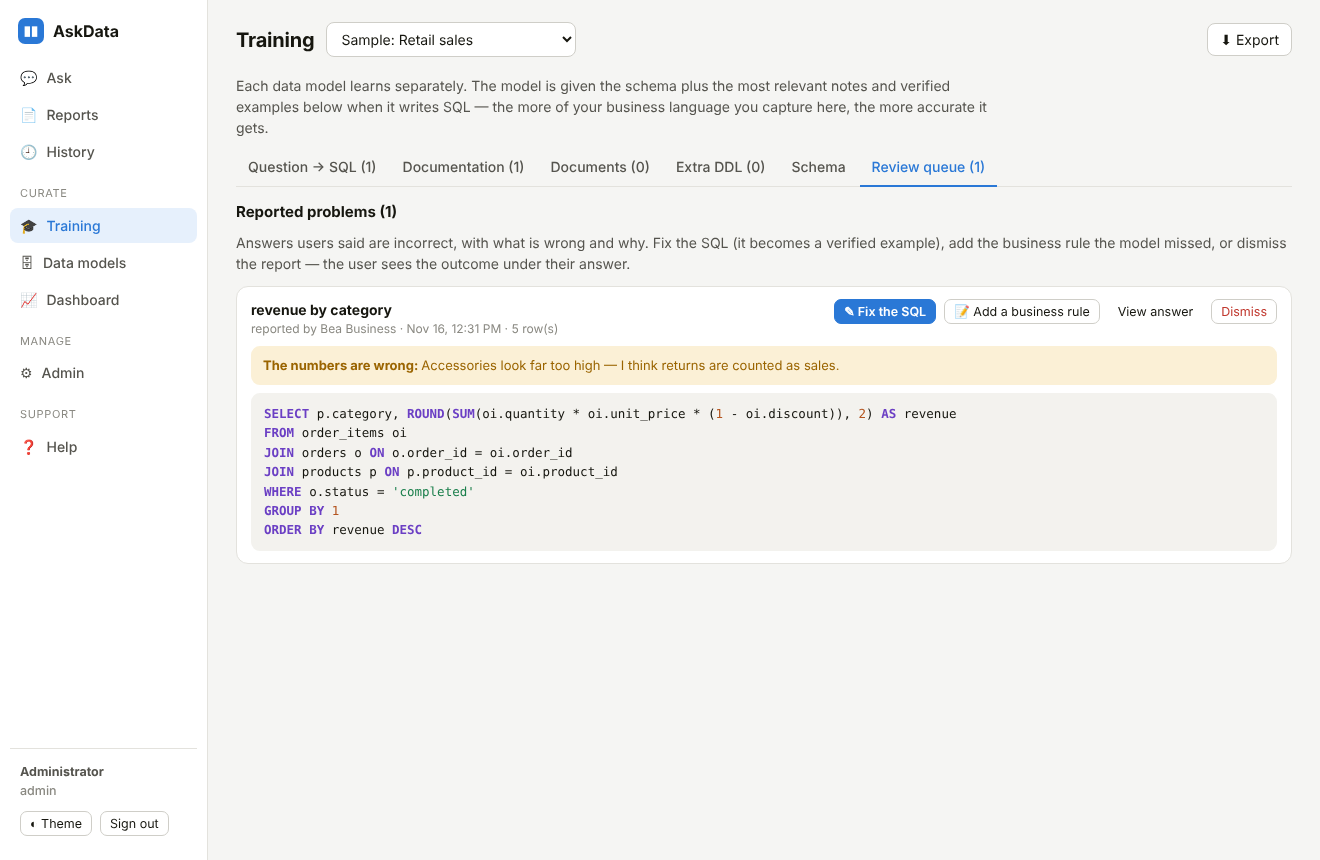 AskData
Ask
Reports
History
CURATE
Training
Data models
Dashboard
MANAGE
Admin
SUPPORT
Help
Administrator
admin
Theme
Sign out
Training
Sample: Retail sales
Export
Each data model learns separately. The model is given the schema plus the most relevant notes and verified
examples below when it writes SQL — the more of your business language you capture here, the more accurate it
gets.
Question → SQL (1)
Documentation (1)
Documents (0)
Extra DDL (0)
Schema
Review queue (1)
Reported problems (1)
Answers users said are incorrect, with what is wrong and why. Fix the SQL (it becomes a verified example), add the business rule the model missed, or dismiss
the report — the user sees the outcome under their answer.
revenue by category
reported by Bea Business · Nov 16, 12:31 PM · 5 row(s)
Fix the SQL
Add a business rule
View answer
Dismiss
The numbers are wrong: Accessories look far too high — I think returns are counted as sales.
SELECT p.category, ROUND(SUM(oi.quantity * oi.unit_price * (1 - oi.discount)), 2) AS revenue
FROM order_items oi
JOIN orders o ON o.order_id = oi.order_id
JOIN products p ON p.product_id = oi.product_id
WHERE o.status = 'completed'
GROUP BY 1
ORDER BY revenue DESC